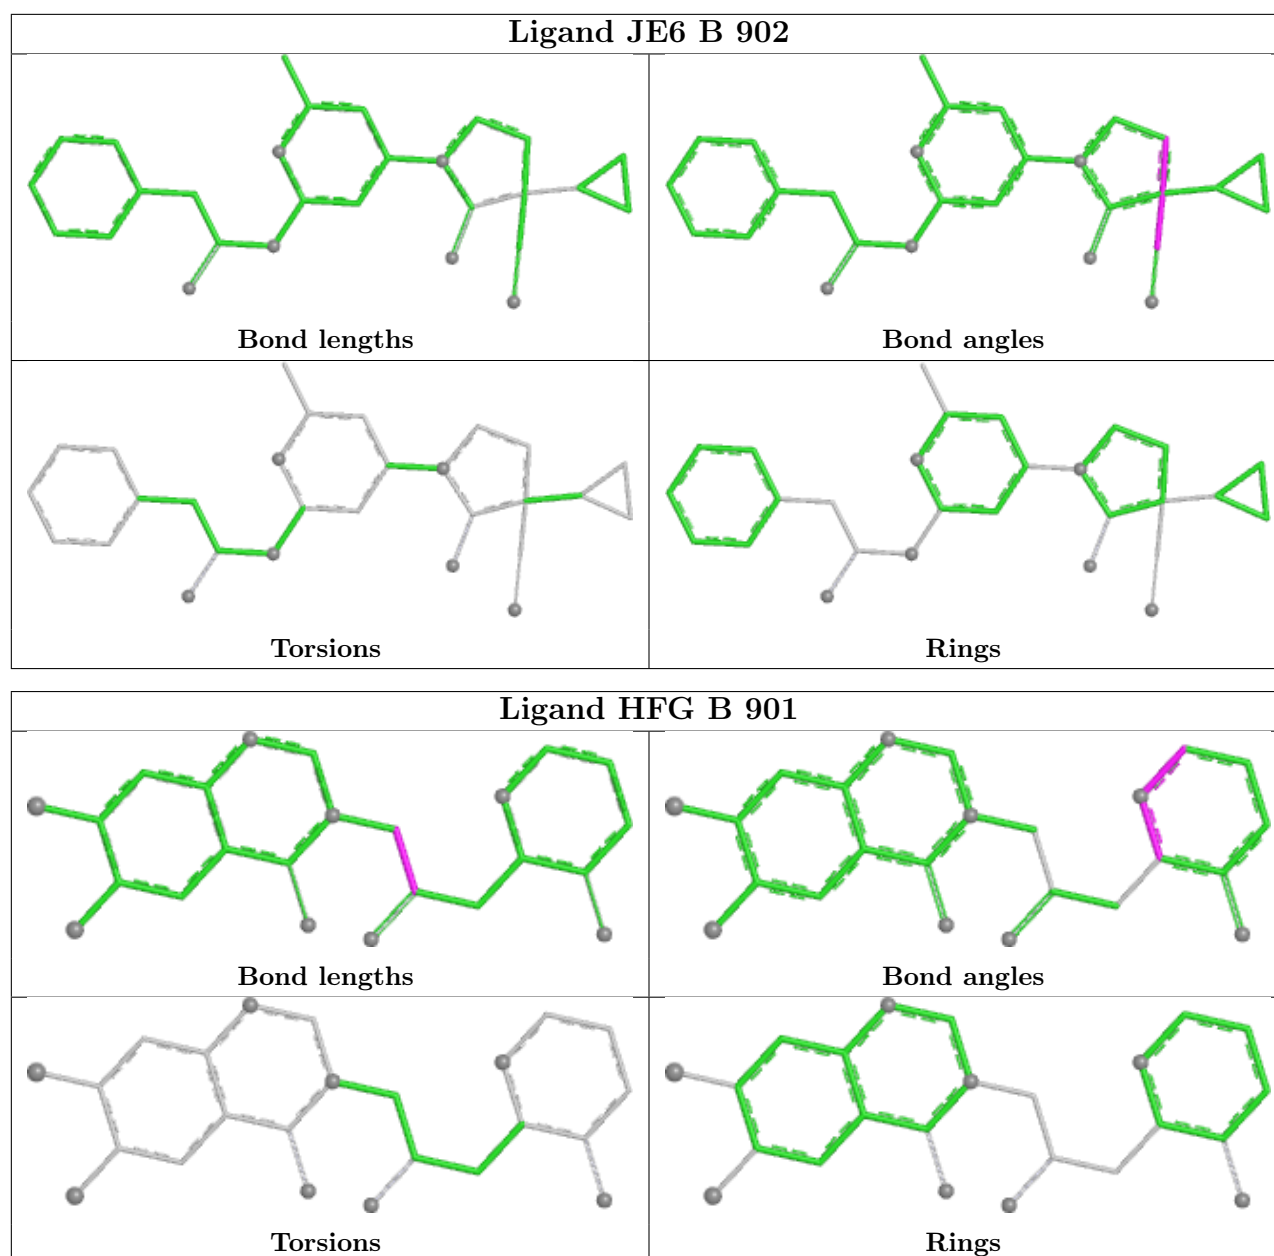 Ligand JE6 B 902
Bond lengths
Bond angles
Torsions
Rings
Ligand HFG B 901
Bond lengths
Bond angles
Torsions
Rings